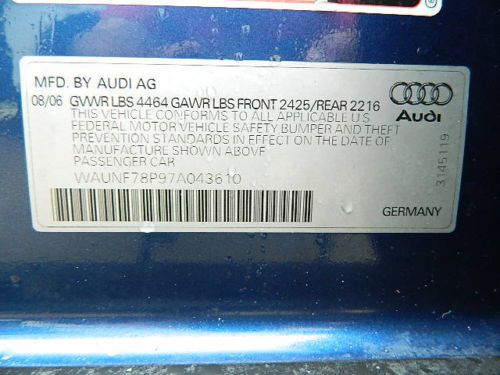 MFD. BY AUDI AG
08/06 GVWR LBS 4464 GAWR LBS FRONT 2425/REAR 2216
THIS VEHICLE CONFORMS TO ALL APPLICABLE U.S.
FEDERAL MOTOR VEHICLE SAFETY BUMPER AND THEFT
PREVENTION STANDARDS IN EFFECT ON THE DATE OF
MANUFACTURE SHOWN ABOVE.
PASSENGER CAR
WAUNF78P97A043610
Audi
3145119
GERMANY